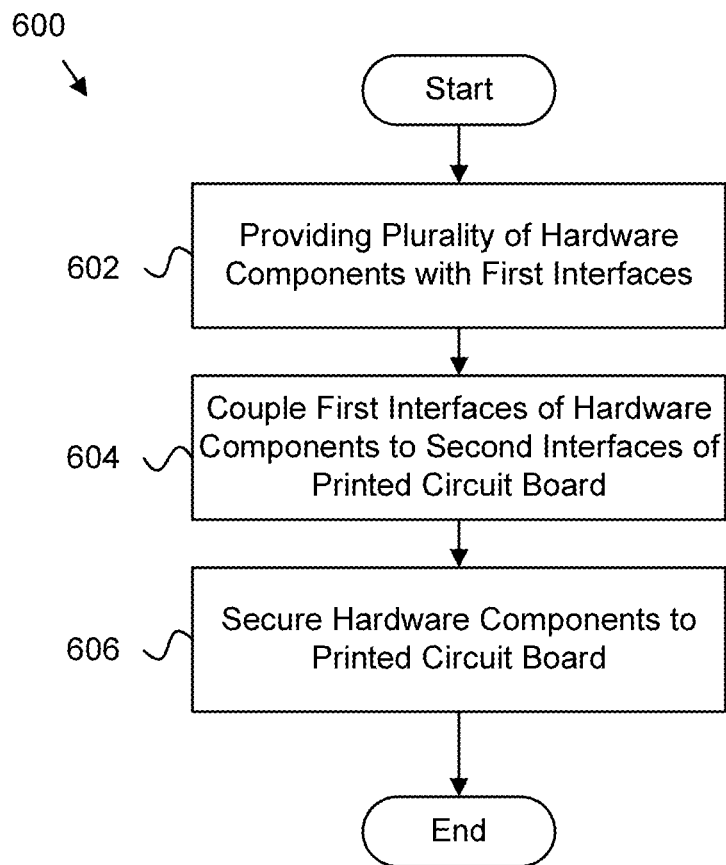 600
Start
602
Providing Plurality of Hardware
Components with First Interfaces
604
Couple First Interfaces of Hardware
Components to Second Interfaces of
Printed Circuit Board
606
Secure Hardware Components to
Printed Circuit Board
End